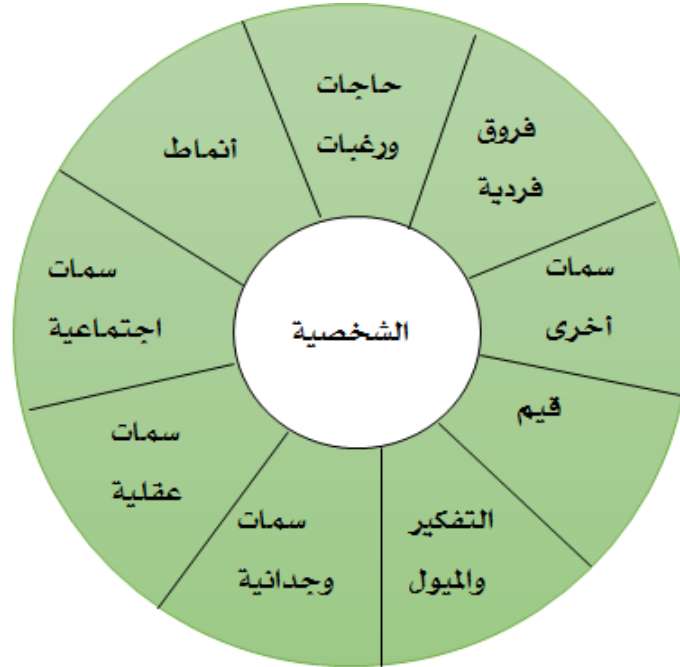 حاجات
ورغبات
فروق
فردية
سمات
أخرى
قيم
التفكير
والميول
سمات
وجدانية
سمات
عقلية
سمات
اجتماعية
أنماط
الشخصية